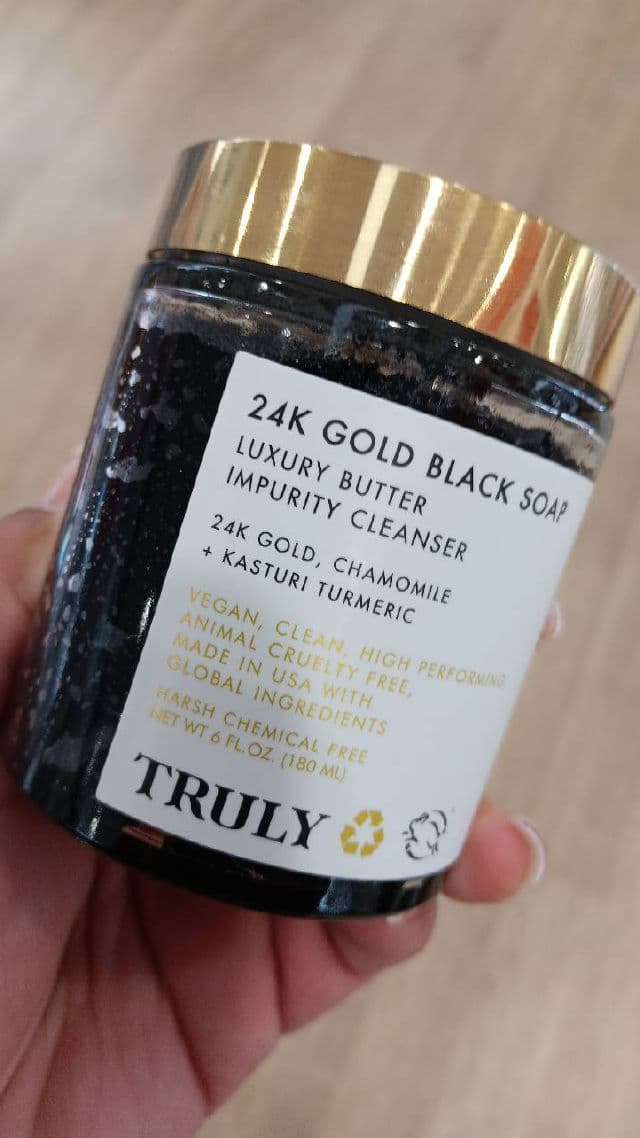 24K GOLD BLACK SOAP
LUXURY BUTTER
IMPURITY CLEANSER
24K GOLD, CHAMOMILE
+ KASTURI TURMERIC
VEGAN, CLEAN, HIGH PERFORMING,
ANIMAL CRUELTY FREE,
MADE IN USA WITH
GLOBAL INGREDIENTS
HARSH CHEMICAL FREE
NET WT 6 FL.OZ. (180 ML)
TRULY